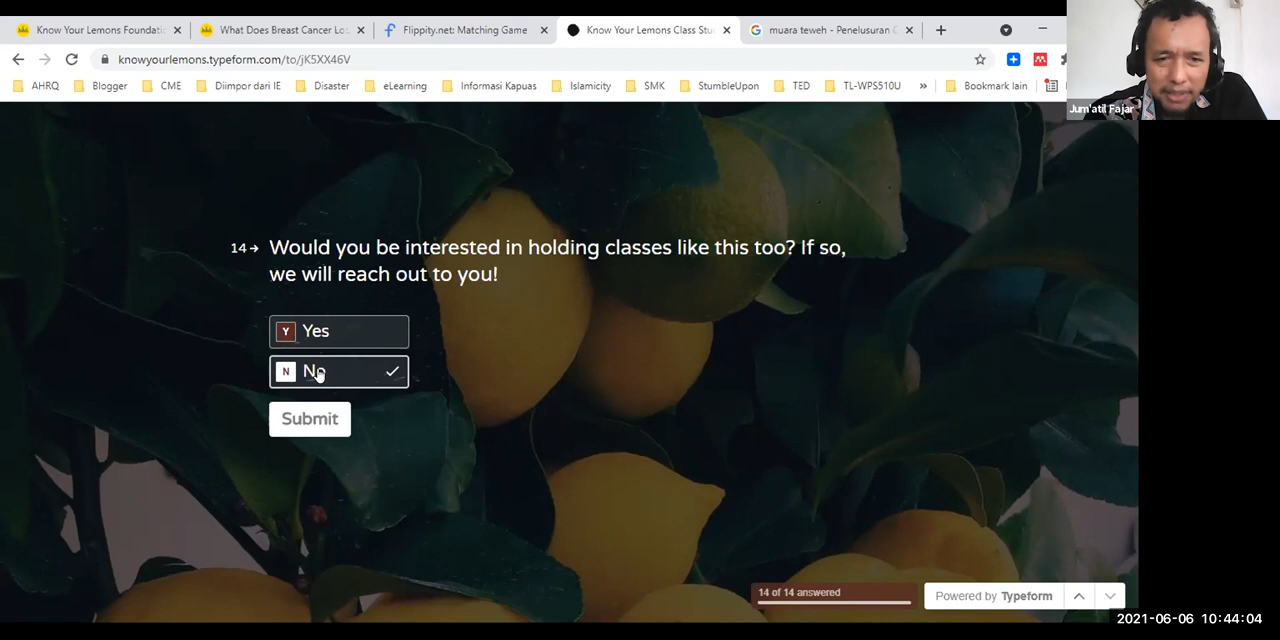 Know Your Lemons Foundati
What Does Breast Cancer Lo
Flippity.net: Matching Game
Know Your Lemons Class Stu
muara teweh - Penelusuran
knowyourlemons.typeform.com/to/jK5XX46V
AHRQ
Blogger
CME
Diimpor dari IE
Disaster
eLearning
Informasi Kapuas
Islamicity
SMK
StumbleUpon
TED
TL-WPS510U
»
Bookmark lain
Jum'atil Fajar
14 → Would you be interested in holding classes like this too? If so,
we will reach out to you!
Y Yes
N No
Submit
14 of 14 answered
Powered by Typeform
2021-06-06 10:44:04